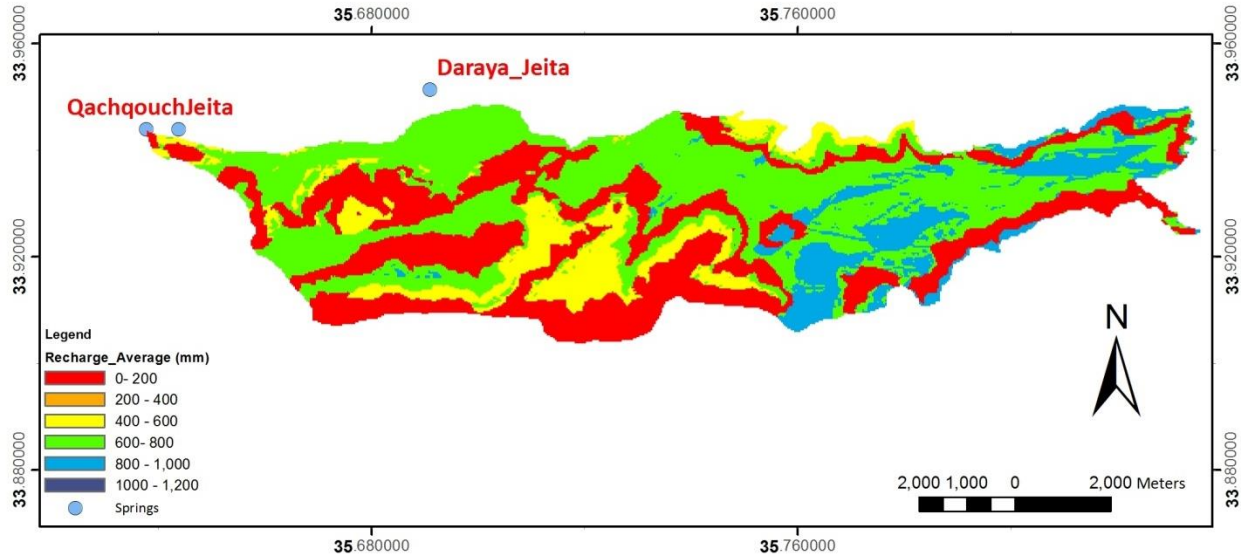 35.680000 35.760000
33.960000 33.960000
Daraya_Jeita
QachqouchJeita
33.920000 33.920000
N
Legend
Recharge_Average (mm)
0- 200
200 - 400
400 - 600
600- 800
800 - 1,000
1000 - 1,200
Springs
33.880000 33.880000
2,000 1,000 0 2,000 Meters
35.680000 35.760000